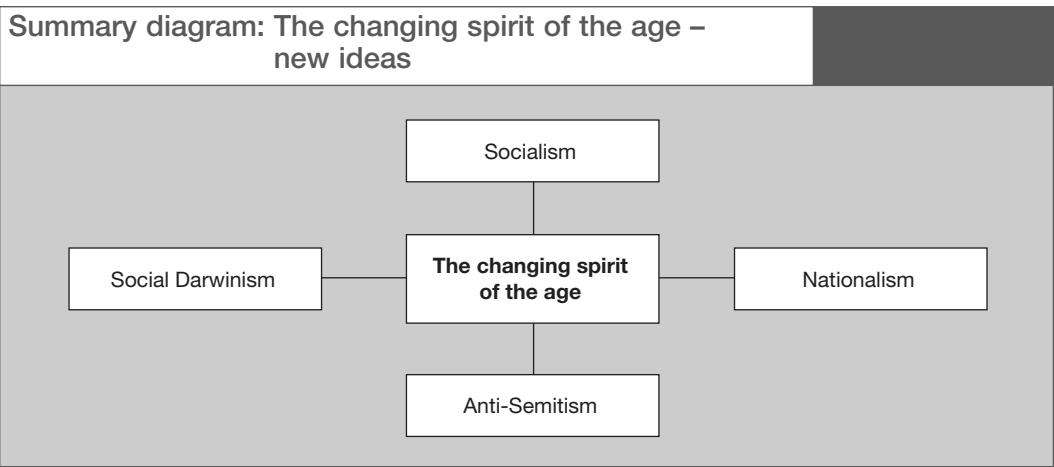 Summary diagram: The changing spirit of the age –
new ideas
Socialism
Social Darwinism
The changing spirit
of the age
Nationalism
Anti-Semitism